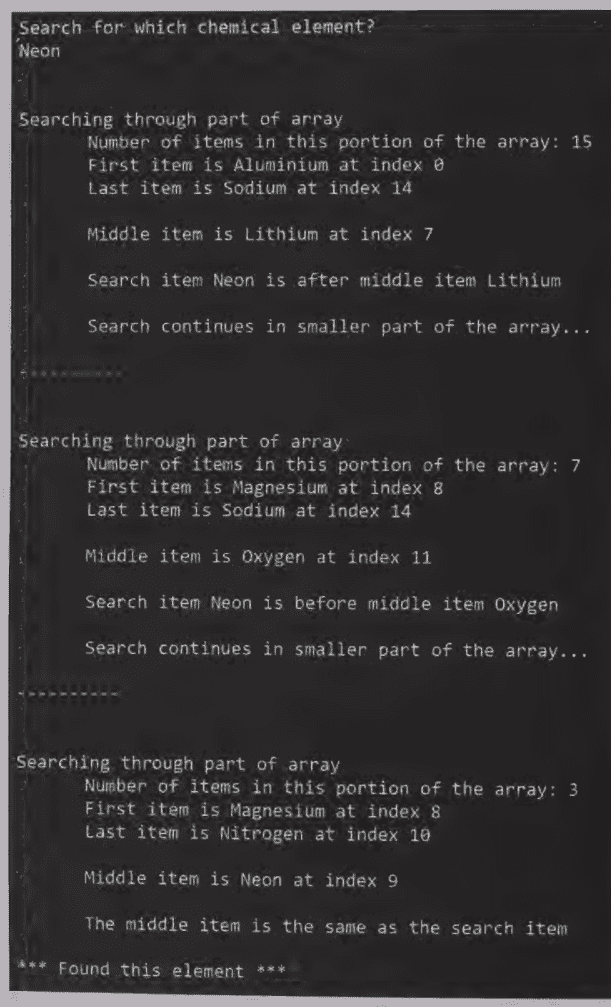 Search for which chemical element?
Neon
Searching through part of array
Number of items in this portion of the array: 15
First item is Aluminium at index 0
Last item is Sodium at index 14
Middle item is Lithium at index 7
Search item Neon is after middle item Lithium
Search continues in smaller part of the array...
----------
Searching through part of array
Number of items in this portion of the array: 7
First item is Magnesium at index 8
Last item is Sodium at index 14
Middle item is Oxygen at index 11
Search item Neon is before middle item Oxygen
Search continues in smaller part of the array...
----------
Searching through part of array
Number of items in this portion of the array: 3
First item is Magnesium at index 8
Last item is Nitrogen at index 10
Middle item is Neon at index 9
The middle item is the same as the search item
*** Found this element ***